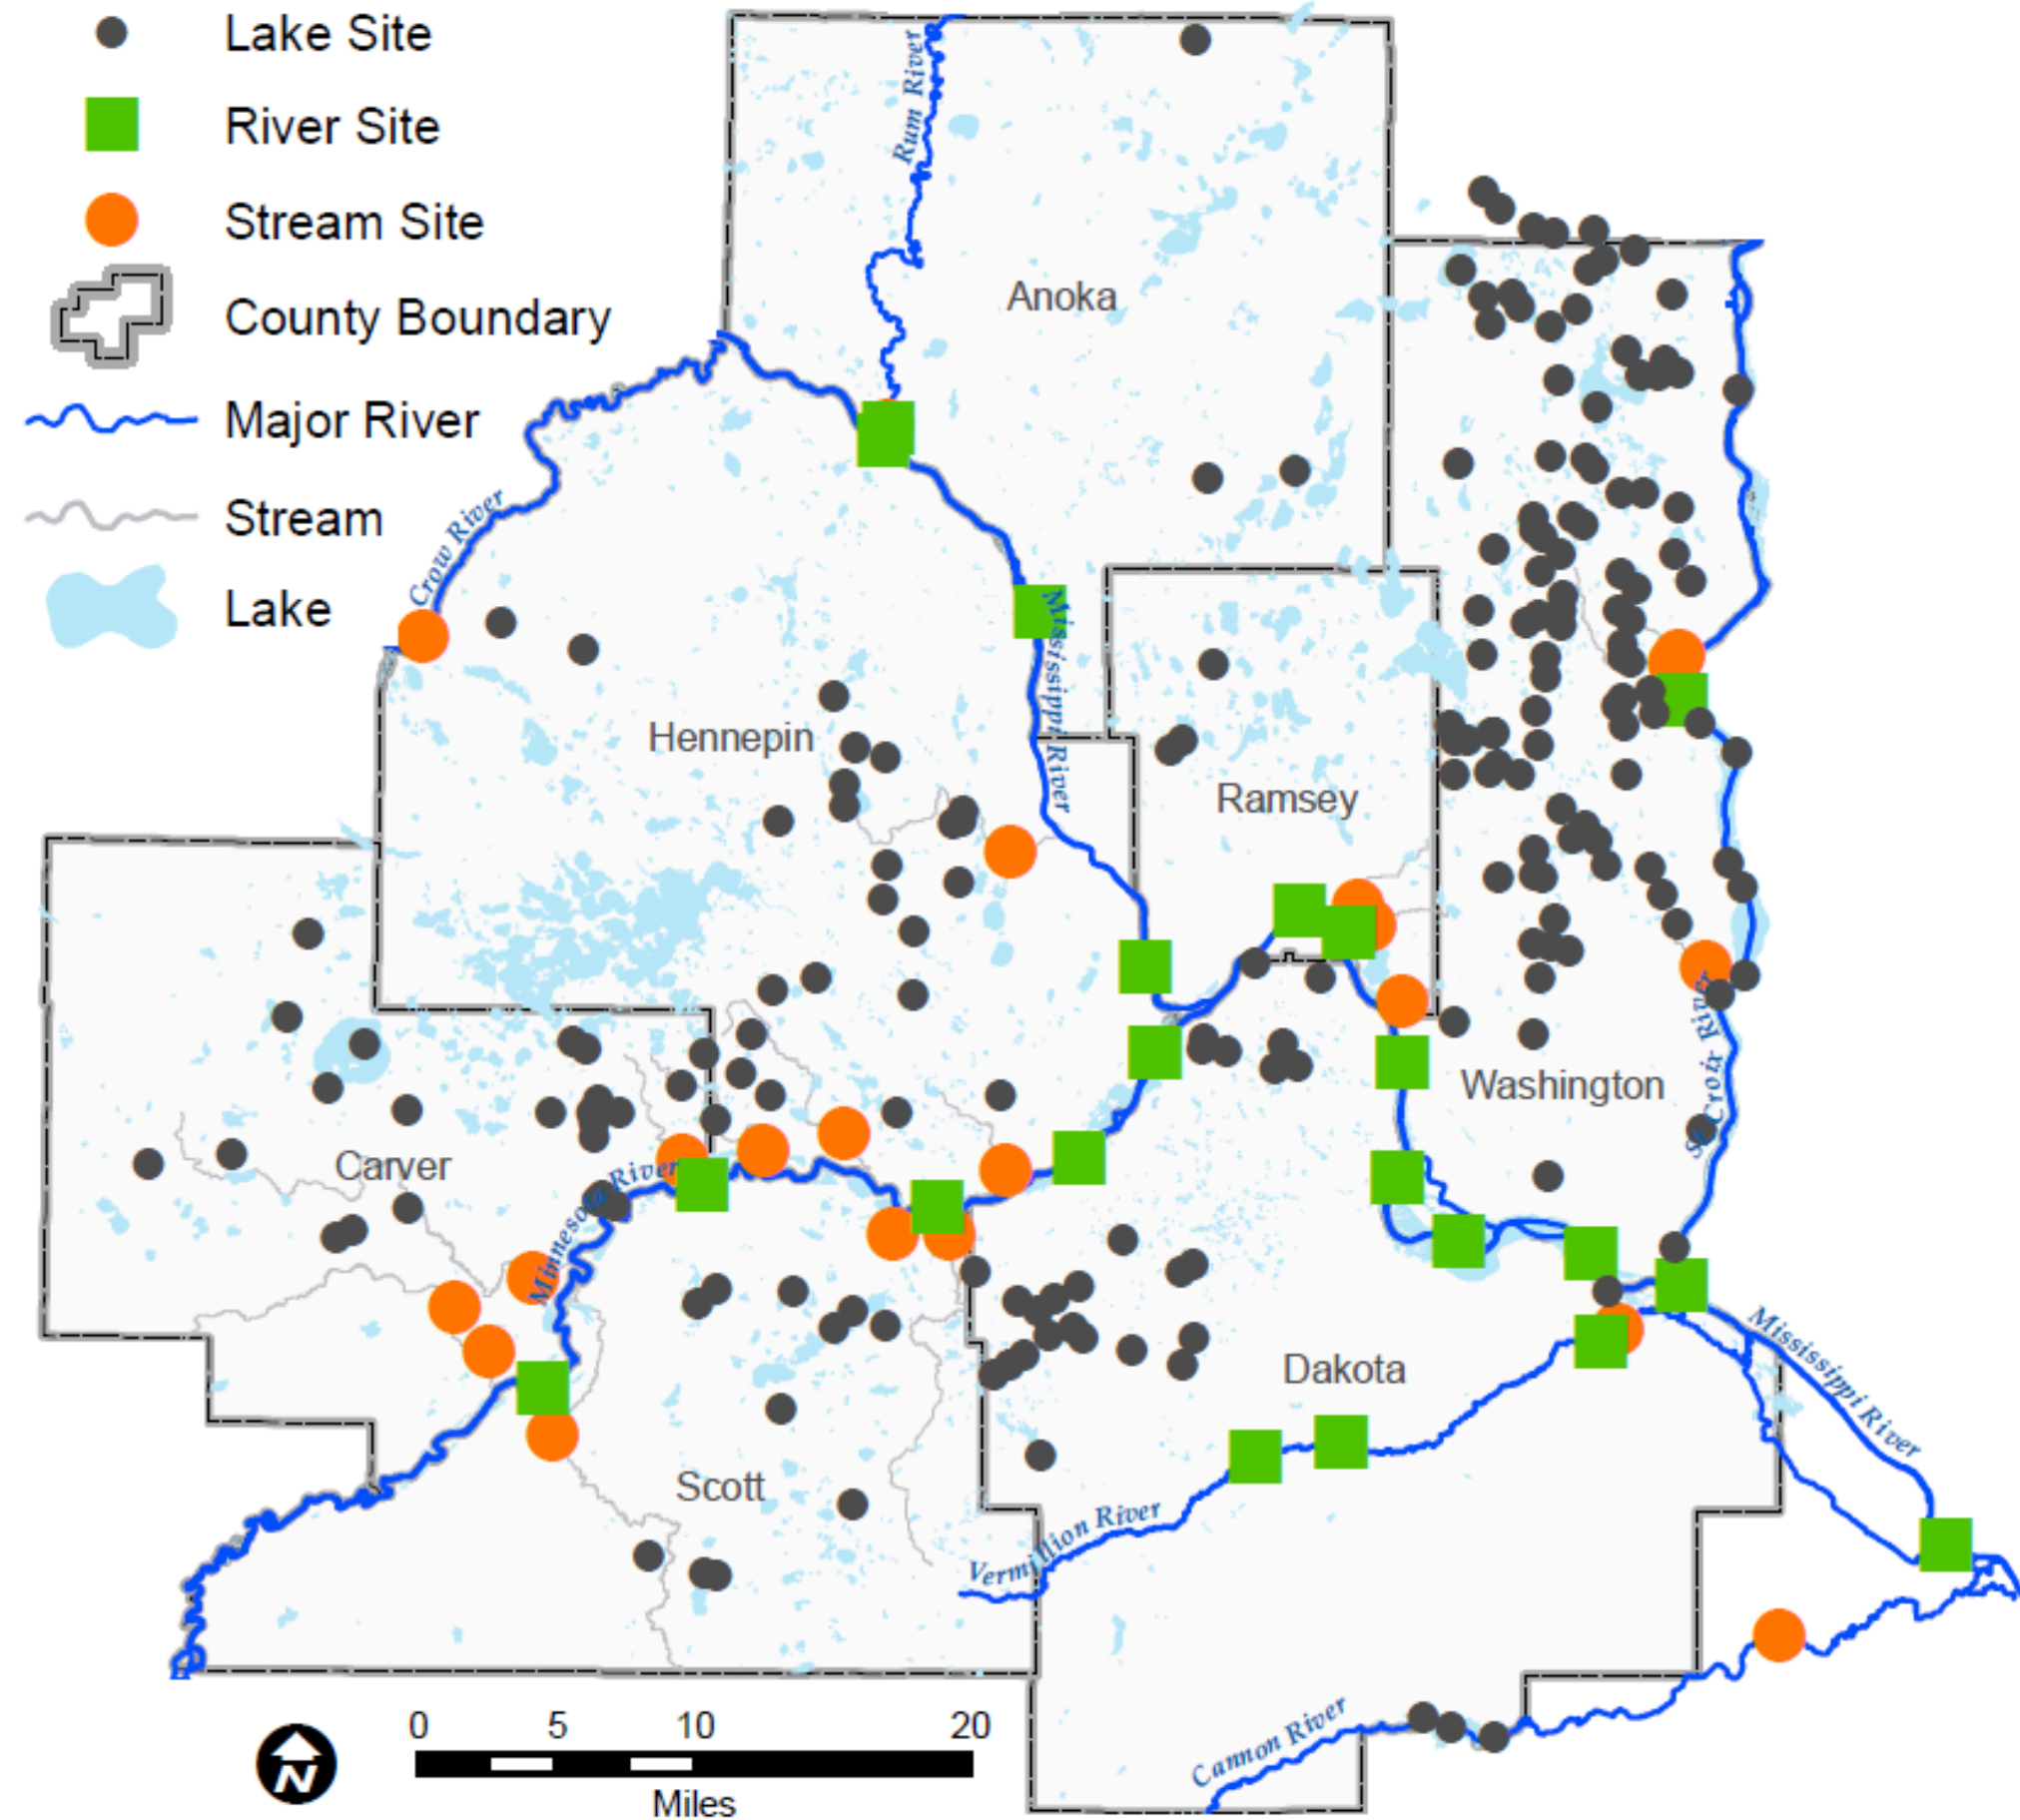 Lake Site
River Site
Stream Site
County Boundary
Major River
Stream
Lake
Rum River
Anoka
Crow River
Mississippi River
Hennepin
Ramsey
Carver
Minnesota River
Washington
St. Croix River
Dakota
Scott
Vermillion River
Mississippi River
Cannon River
N
0 5 10 20
Miles